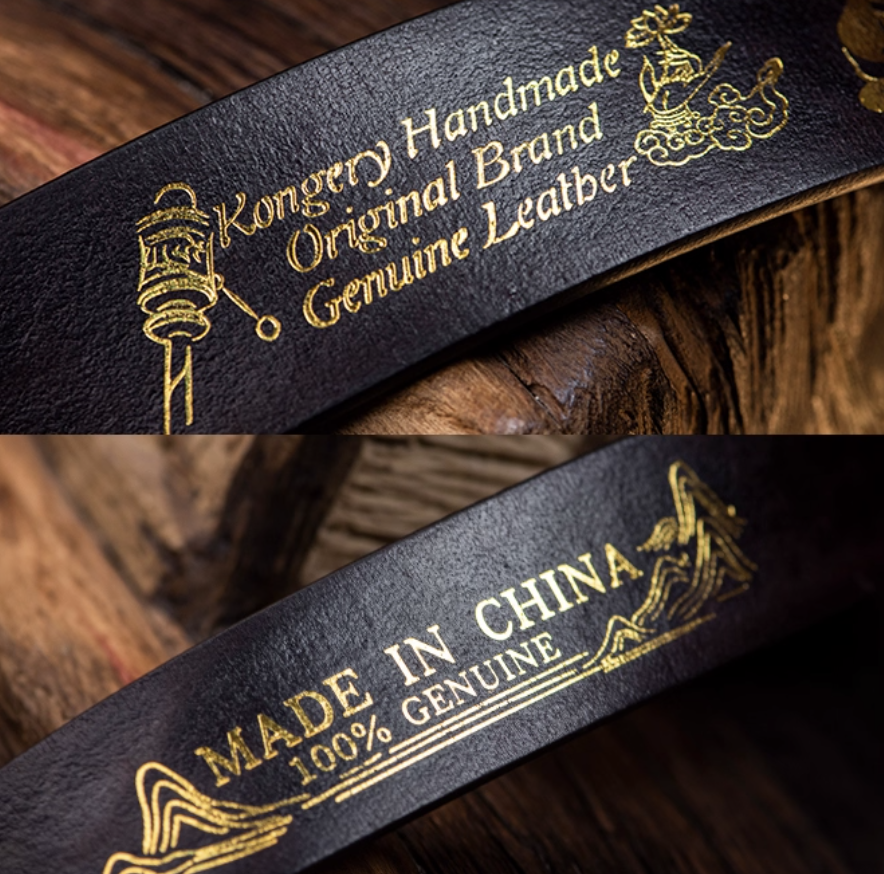 Kongery Handmade
Original Brand
Genuine Leather
MADE IN CHINA
100% GENUINE